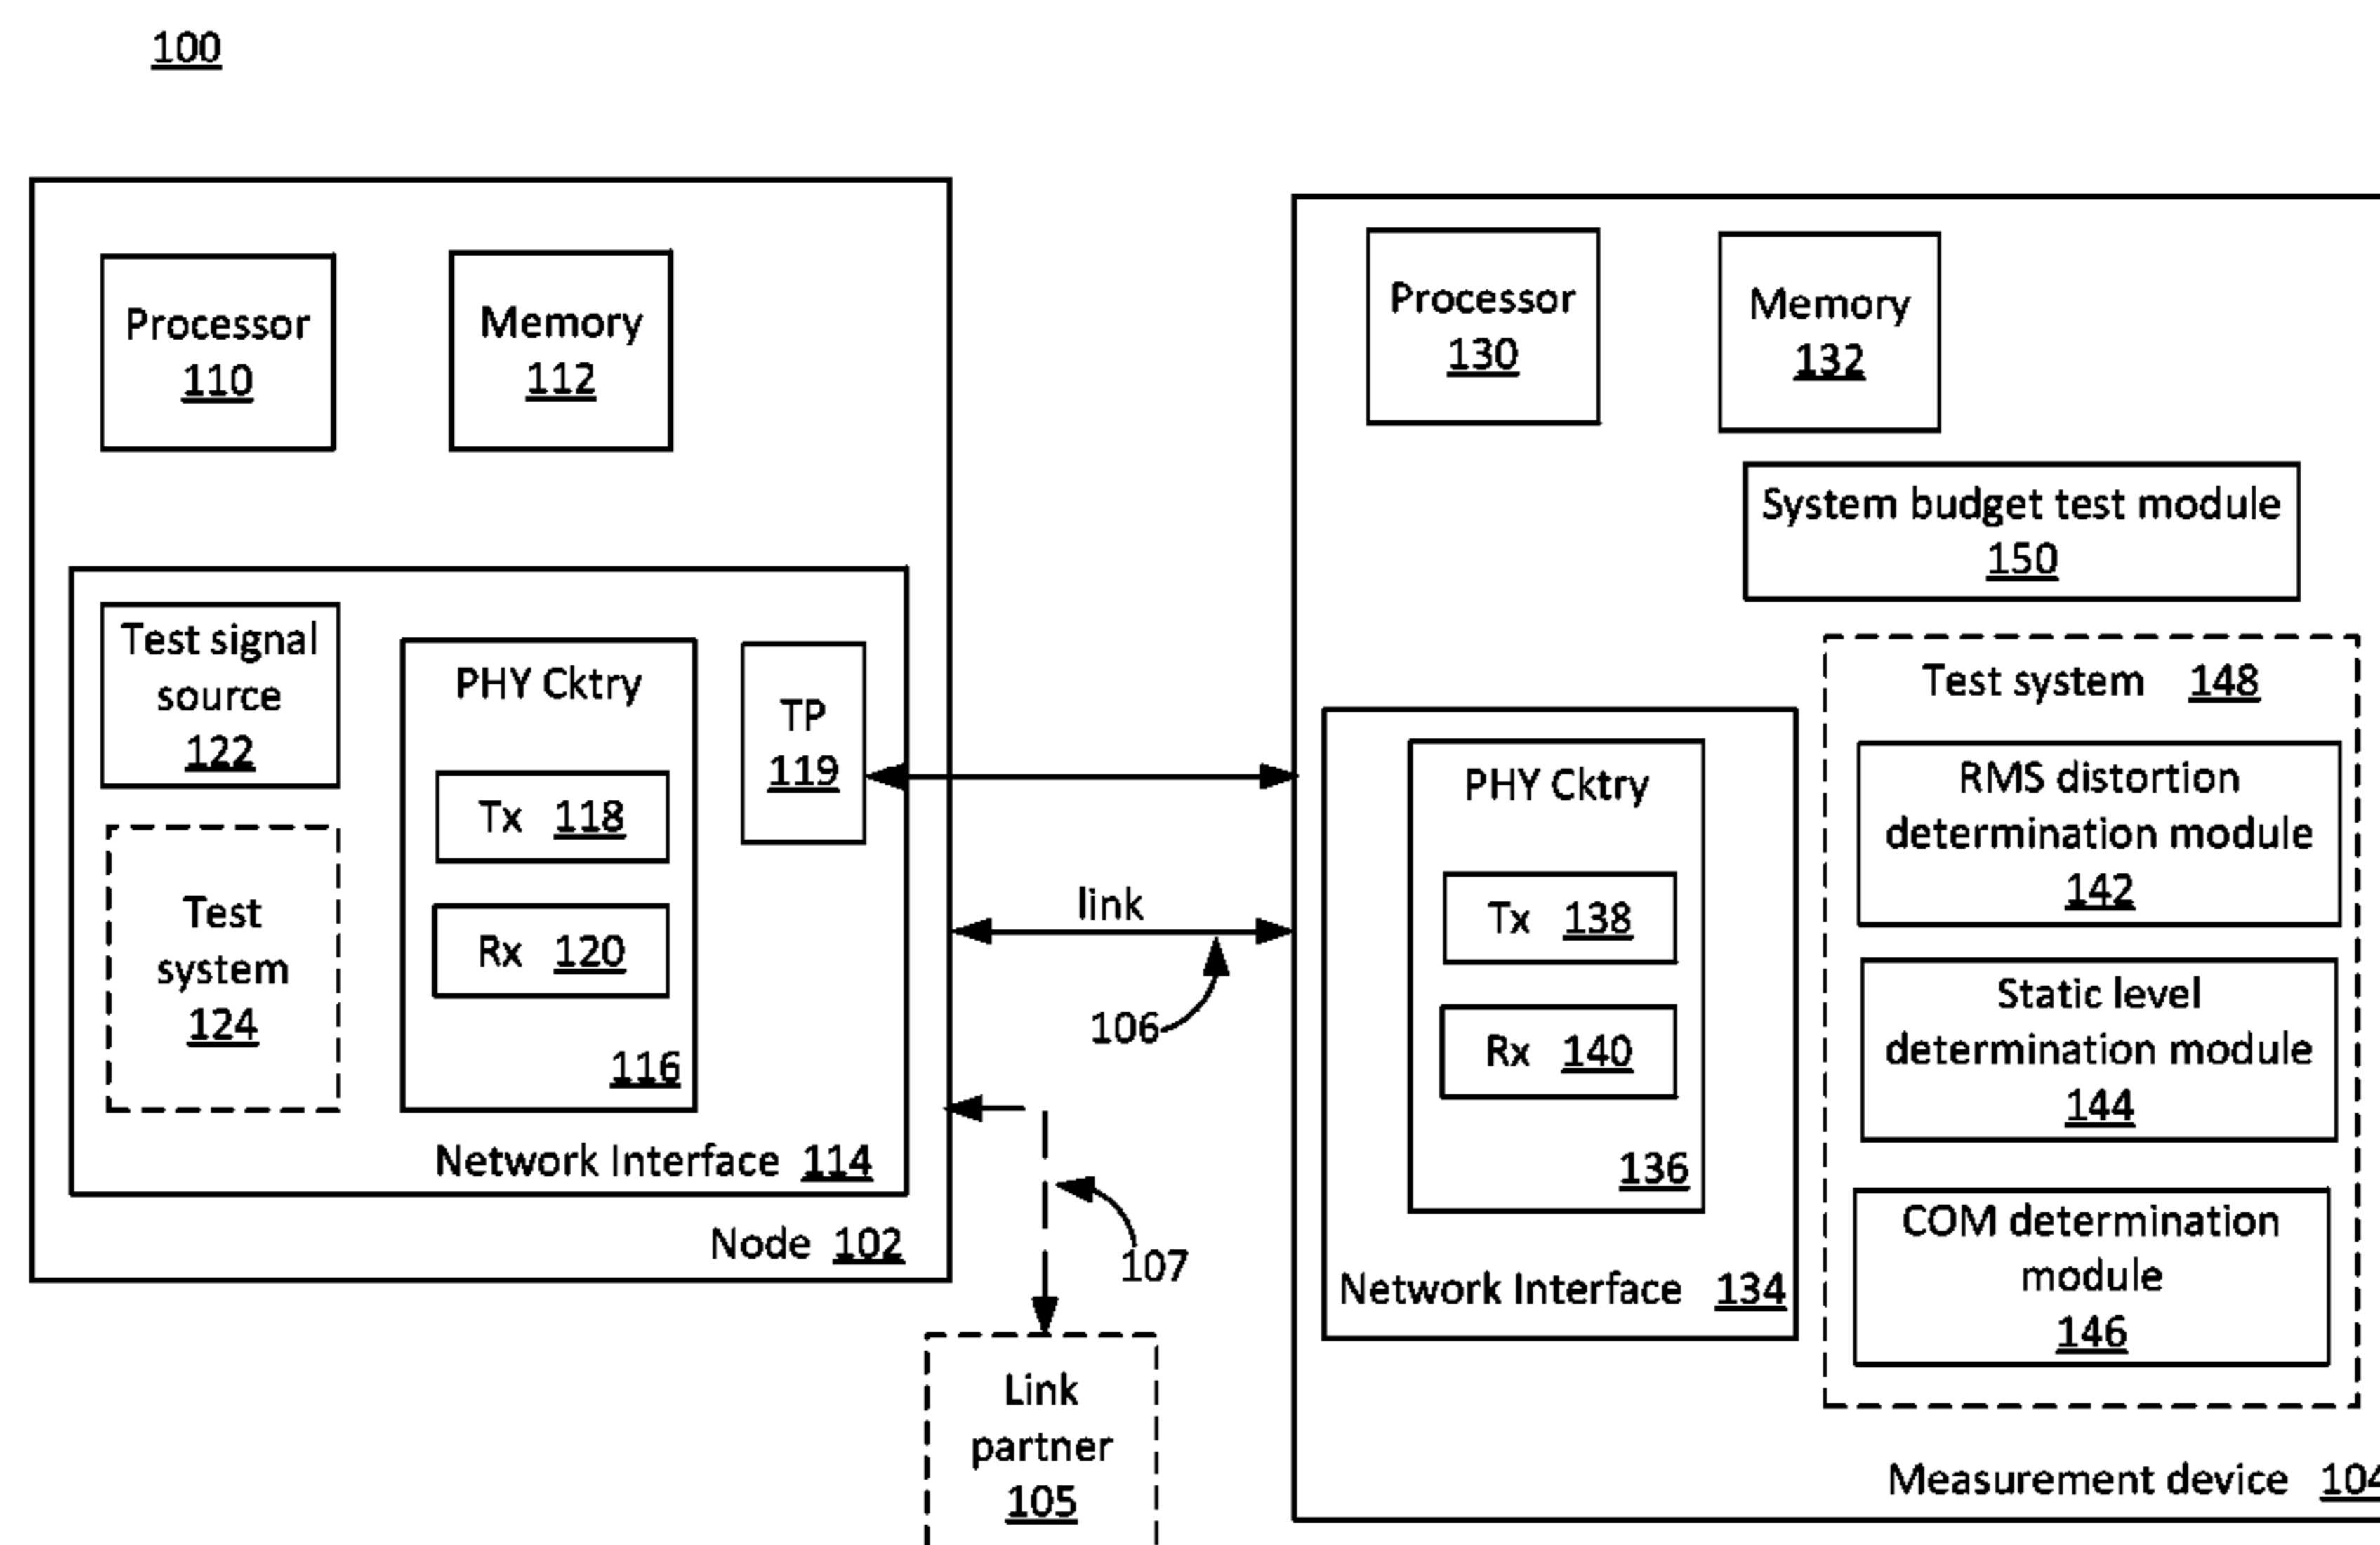 100
Processor
110
Memory
112
Test signal
source
122
Test
system
124
PHY Cktry
Tx 118
Rx 120
116
TP
119
Network Interface 114
Node 102
link
106
107
Link
partner
105
Processor
130
Memory
132
System budget test module
150
PHY Cktry
Tx 138
Rx 140
136
Network Interface 134
Test system 148
RMS distortion
determination module
142
Static level
determination module
144
COM determination
module
146
Measurement device 104